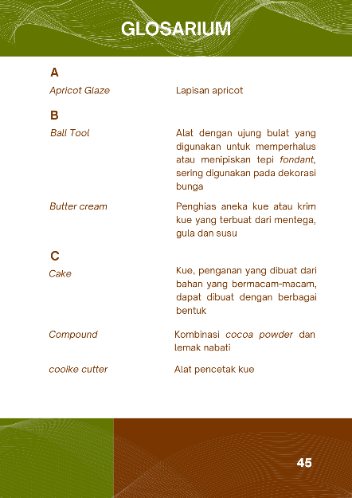 GLOSARIUM
A
Apricot Glaze Lapisan apricot
B
Ball Tool Alat dengan ujung bulat yang
digunakan untuk memperhalus
atau menipiskan tepi fondant,
sering digunakan pada dekorasi
bunga
Butter cream Penghias aneka kue atau krim
kue yang terbuat dari mentega,
gula dan susu
C
Cake Kue, penganan yang dibuat dari
bahan yang bermacam-macam,
dapat dibuat dengan berbagai
bentuk
Compound Kombinasi cocoa powder dan
lemak nabati
cooike cutter Alat pencetak kue
45